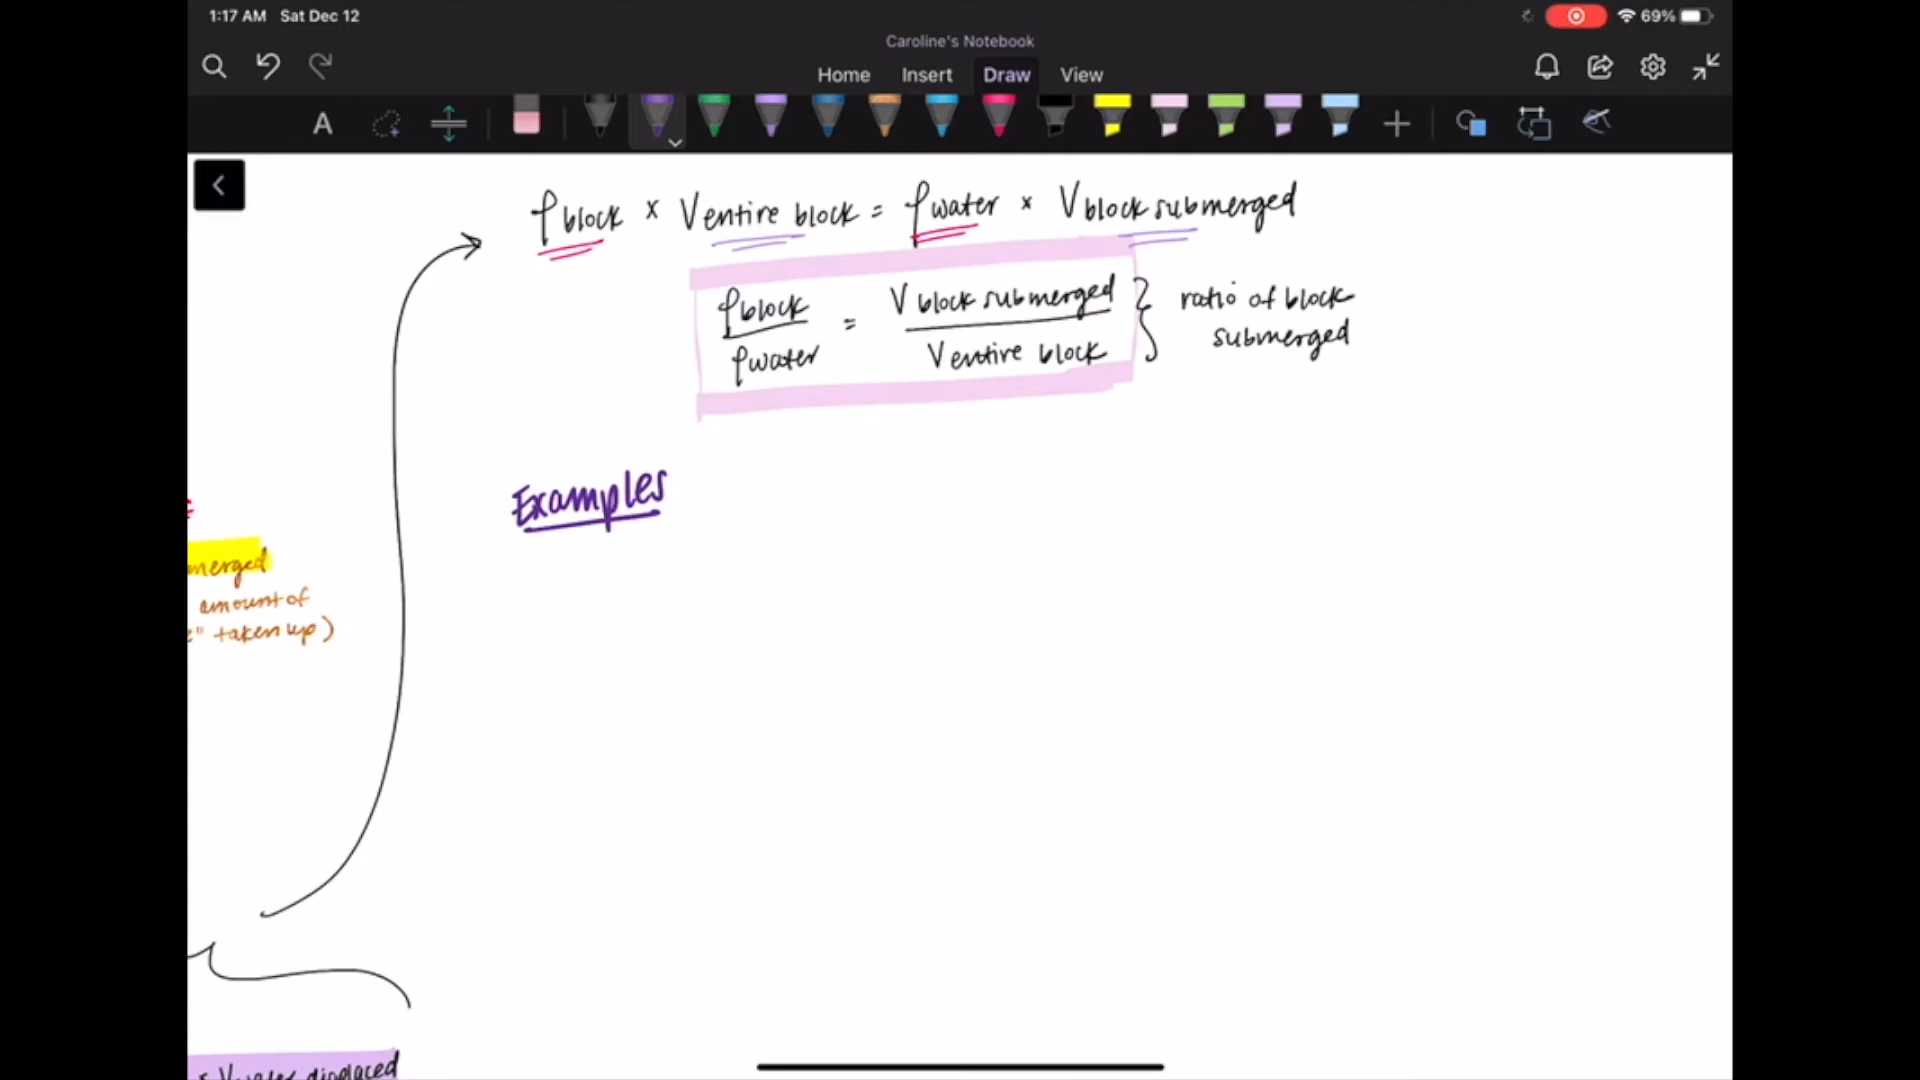 1:17 AM Sat Dec 12
69%
Caroline's Notebook
Home Insert Draw View
A
ρblock × Ventire block = ρwater × Vblock submerged
ρblock / ρwater = Vblock submerged / Ventire block } ratio of block
submerged
Examples
merged
amount of
e" taken up)
displaced